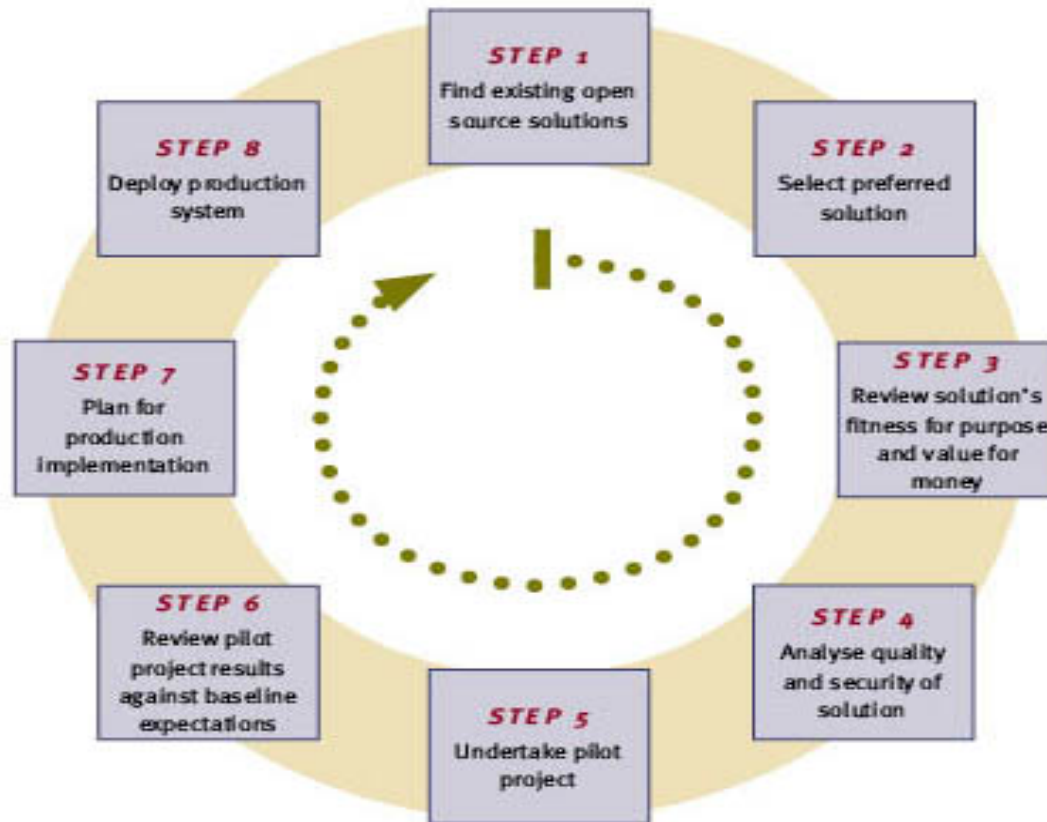 STEP 1
Find existing open
source solutions
STEP 2
Select preferred
solution
STEP 3
Review solution's
fitness for purpose
and value for
money
STEP 4
Analyse quality
and security of
solution
STEP 5
Undertake pilot
project
STEP 6
Review pilot
project results
against baseline
expectations
STEP 7
Plan for
production
implementation
STEP 8
Deploy production
system